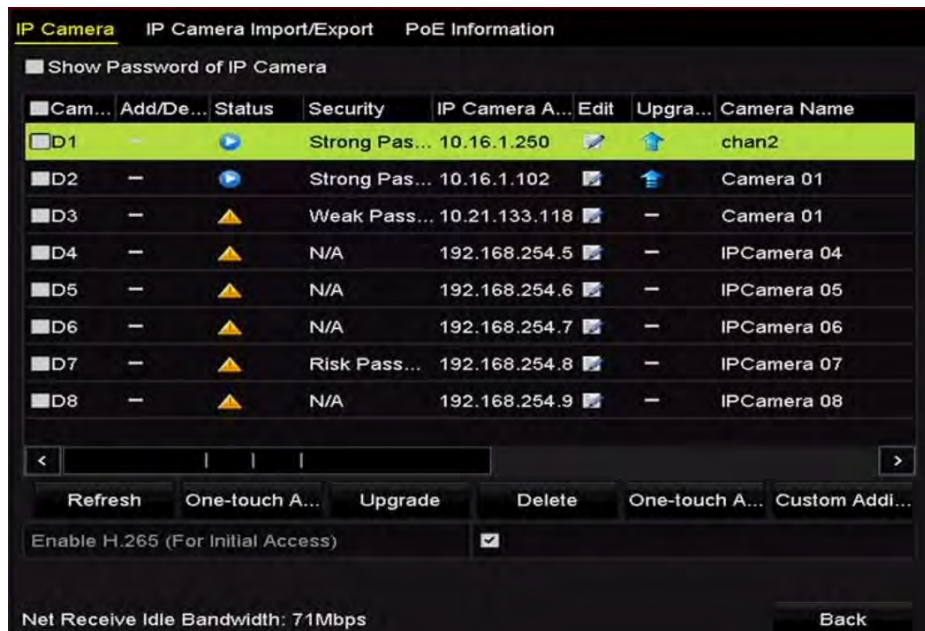 IP Camera IP Camera Import/Export PoE Information
Show Password of IP Camera
Cam... Add/De... Status Security IP Camera A... Edit Upgra... Camera Name
D1 – Strong Pas... 10.16.1.250 chan2
D2 – Strong Pas... 10.16.1.102 Camera 01
D3 – Weak Pass... 10.21.133.118 – Camera 01
D4 – N/A 192.168.254.5 – IPCamera 04
D5 – N/A 192.168.254.6 – IPCamera 05
D6 – N/A 192.168.254.7 – IPCamera 06
D7 – Risk Pass... 192.168.254.8 – IPCamera 07
D8 – N/A 192.168.254.9 – IPCamera 08
< >
Refresh One-touch A... Upgrade Delete One-touch A... Custom Addi...
Enable H.265 (For Initial Access)
Net Receive Idle Bandwidth: 71Mbps Back